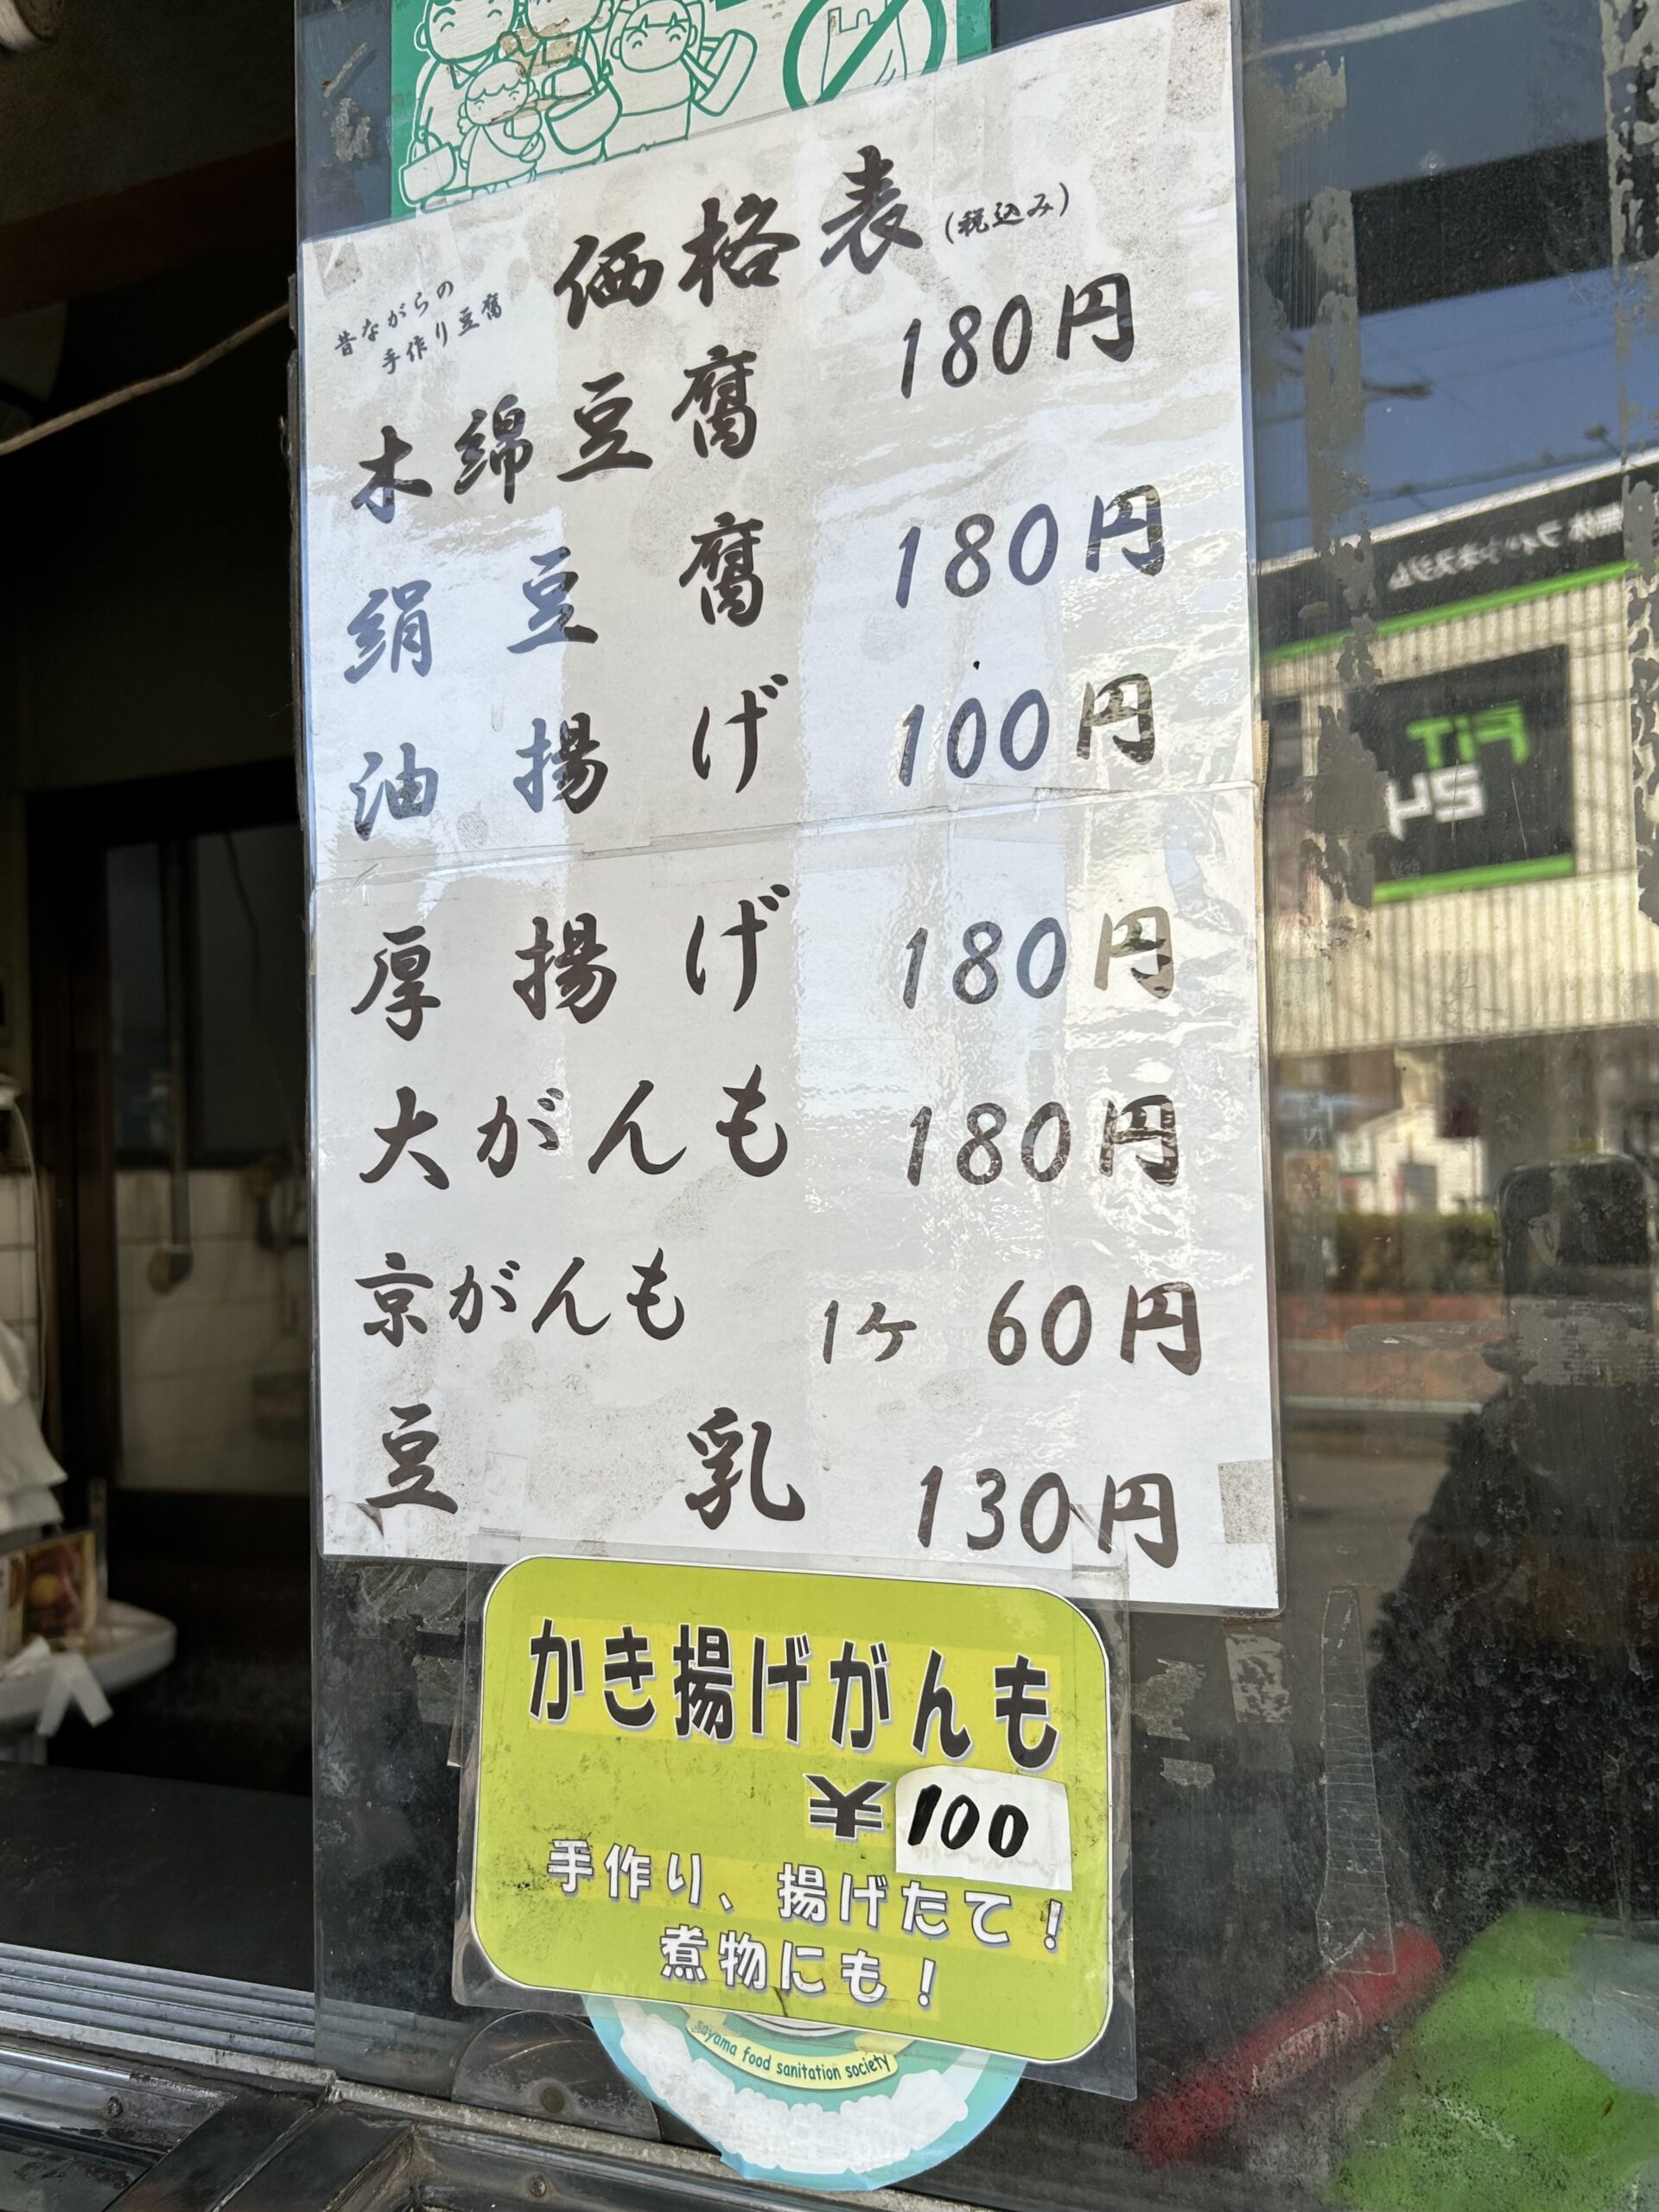 価格表(税込み)
昔ながらの
手作り豆腐
木綿豆腐 180円
絹豆腐 180円
油揚げ 100円
厚揚げ 180円
大がんも 180円
京がんも 1ヶ 60円
豆乳 130円
かき揚げがんも
¥100
手作り、揚げたて!
煮物にも!
sayama food sanitation society
FiT
24